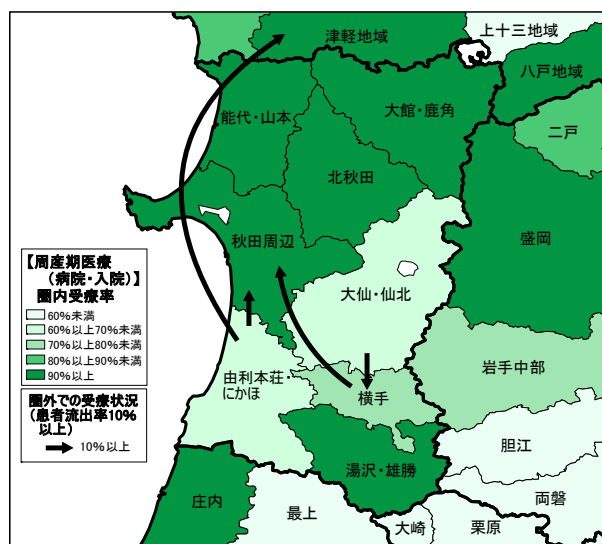 津軽地域
上十三地域
八戸地域
能代・山本
大館・鹿角
二戸
北秋田
盛岡
秋田周辺
大仙・仙北
【周産期医療
（病院・入院）】
圏内受療率
60%未満
60%以上70%未満
70%以上80%未満
80%以上90%未満
90%以上
岩手中部
由利本荘・
にかほ
横手
圏外での受療状況
（患者流出率10%
以上）
10%以上
胆江
湯沢・雄勝
庄内
両磐
最上
大崎
栗原